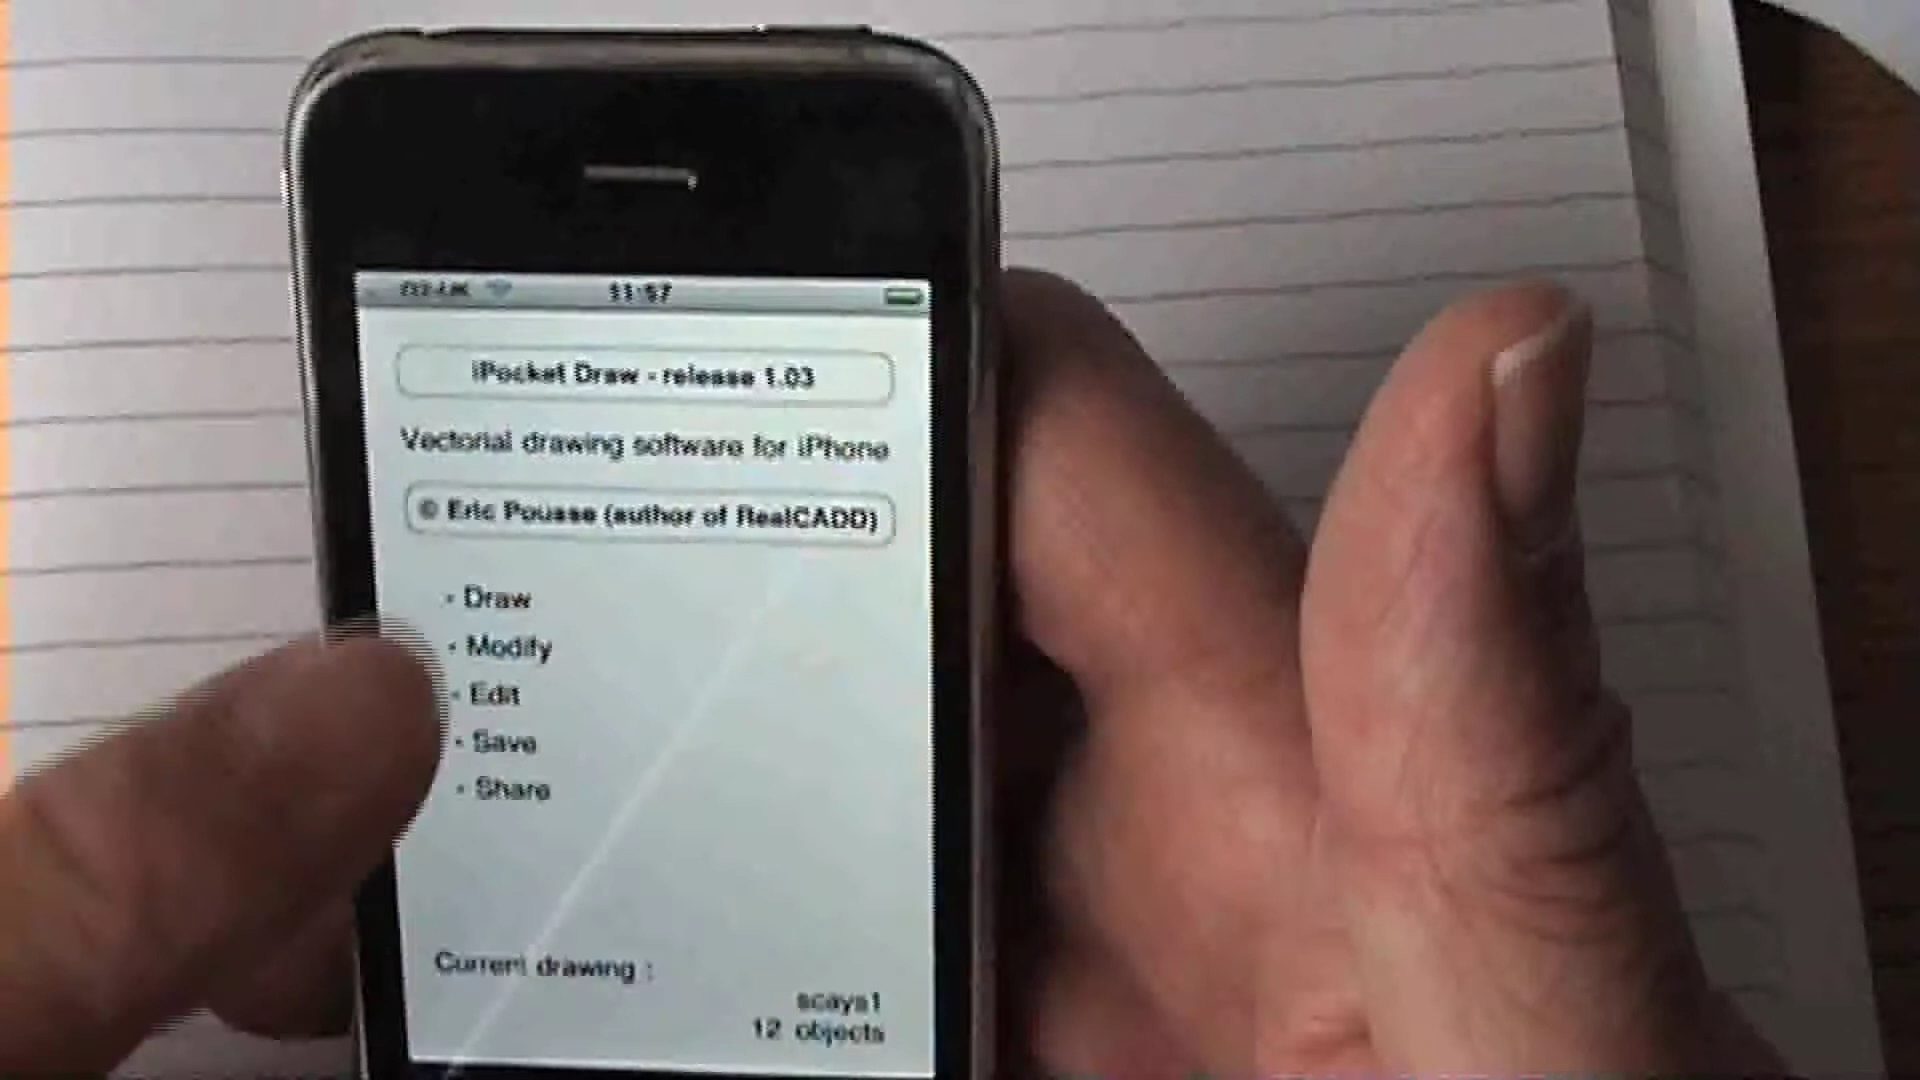 11:57
iPocket Draw - release 1.03
Vectorial drawing software for iPhone
© Eric Pousse (author of RealCADD)
- Draw
- Modify
- Edit
- Save
- Share
Current drawing :
scays1
12 objects